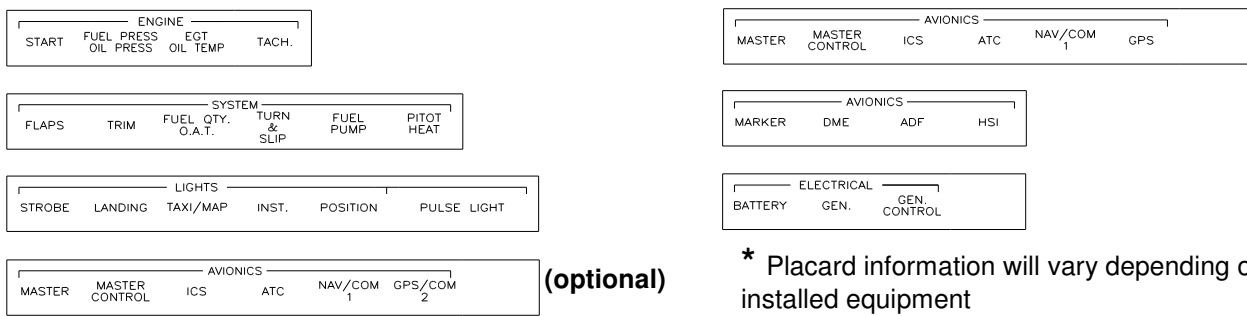 ENGINE
START FUEL PRESS OIL PRESS EGT OIL TEMP TACH.
SYSTEM
FLAPS TRIM FUEL QTY. O.A.T. TURN & SLIP FUEL PUMP PITOT HEAT
LIGHTS
STROBE LANDING TAXI/MAP INST. POSITION PULSE LIGHT
AVIONICS
MASTER MASTER CONTROL ICS ATC NAV/COM 1 GPS/COM 2
(optional)
AVIONICS
MASTER MASTER CONTROL ICS ATC NAV/COM 1 GPS
AVIONICS
MARKER DME ADF HSI
ELECTRICAL
BATTERY GEN. GEN. CONTROL
* Placard information will vary depending
installed equipment